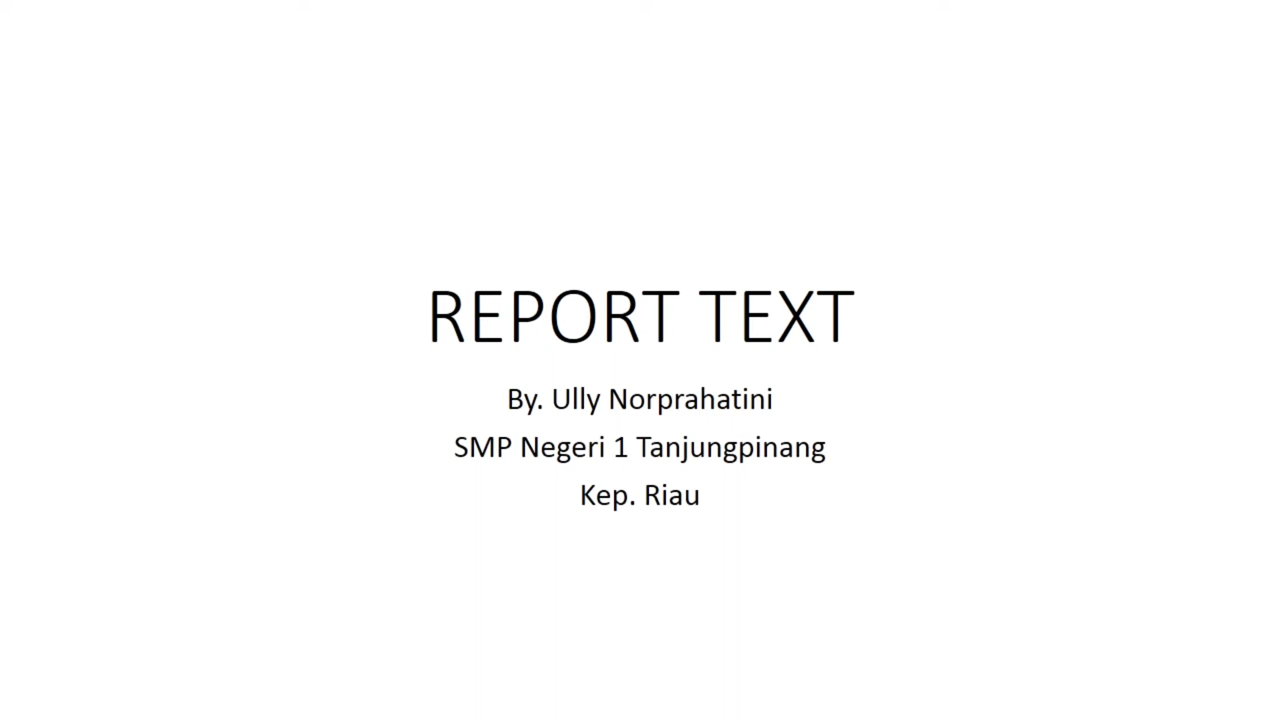 REPORT TEXT
By. Ully Norprahatini
SMP Negeri 1 Tanjungpinang
Kep. Riau